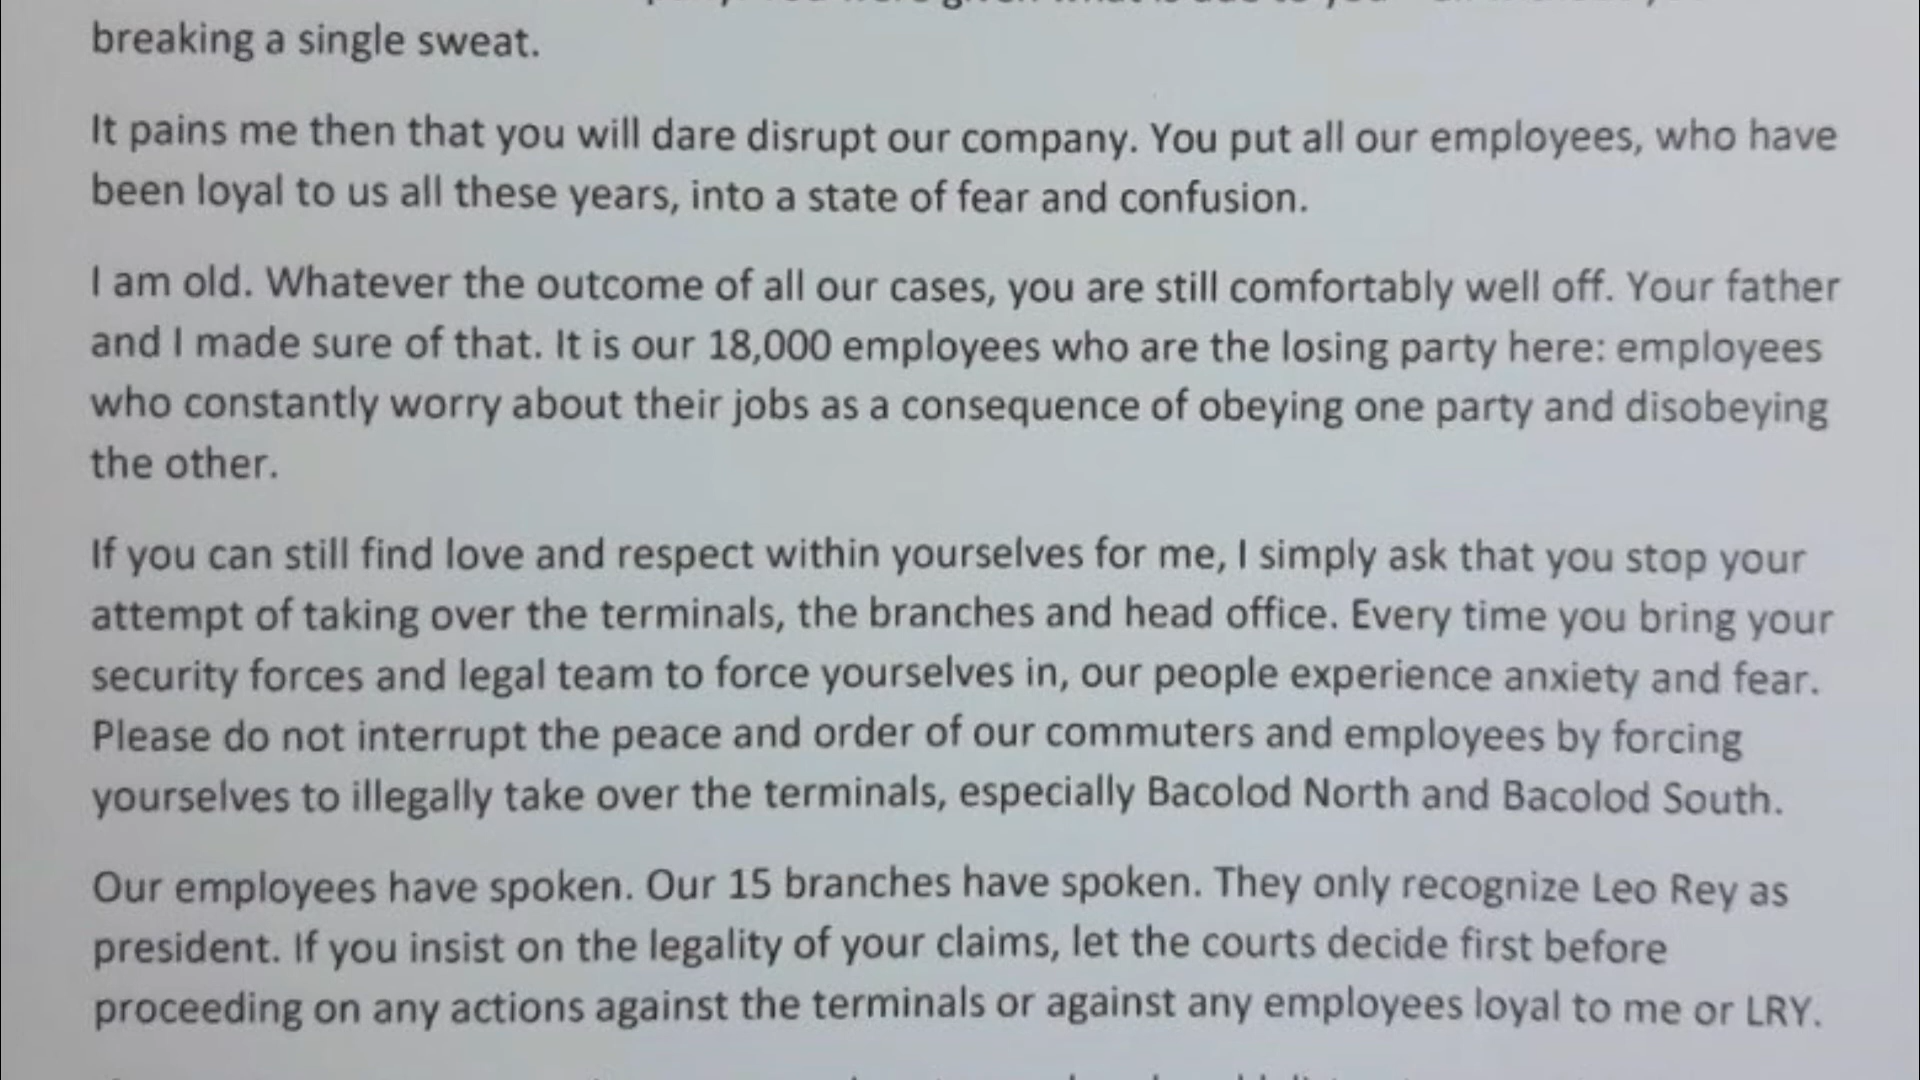 breaking a single sweat.
It pains me then that you will dare disrupt our company. You put all our employees, who have
been loyal to us all these years, into a state of fear and confusion.
I am old. Whatever the outcome of all our cases, you are still comfortably well off. Your father
and I made sure of that. It is our 18,000 employees who are the losing party here: employees
who constantly worry about their jobs as a consequence of obeying one party and disobeying
the other.
If you can still find love and respect within yourselves for me, I simply ask that you stop your
attempt of taking over the terminals, the branches and head office. Every time you bring your
security forces and legal team to force yourselves in, our people experience anxiety and fear.
Please do not interrupt the peace and order of our commuters and employees by forcing
yourselves to illegally take over the terminals, especially Bacolod North and Bacolod South.
Our employees have spoken. Our 15 branches have spoken. They only recognize Leo Rey as
president. If you insist on the legality of your claims, let the courts decide first before
proceeding on any actions against the terminals or against any employees loyal to me or LRY.